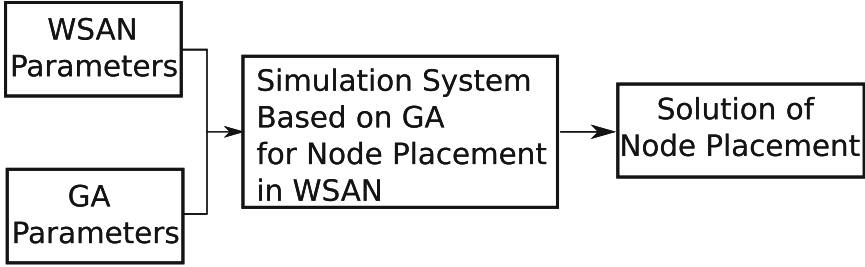 WSAN
Parameters
GA
Parameters
Simulation System
Based on GA
for Node Placement
in WSAN
Solution of
Node Placement